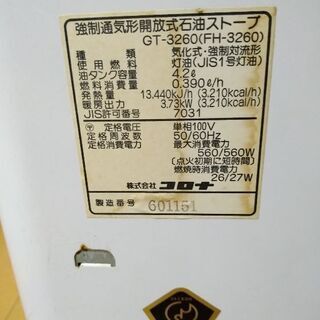 強制通気形開放式石油ストーブ
GT-3260(FH-3260)
種類 気化式・強制対流形
使用燃料 灯油(JIS1号灯油)
油タンク容量 4.2ℓ
燃料消費量 0.390ℓ/h
発熱量 13.440kJ/h (3.210kcal/h)
暖房出力 3.73kW (3.210kcal/h)
JIS許可番号 7031
定格電圧 単相100V
定格周波数 50/60Hz
定格消費電力 最大消費電力
560/560W
(点火初期に短時間)
燃焼時消費電力
26/27W
株式会社 コロナ
製造番号 601151